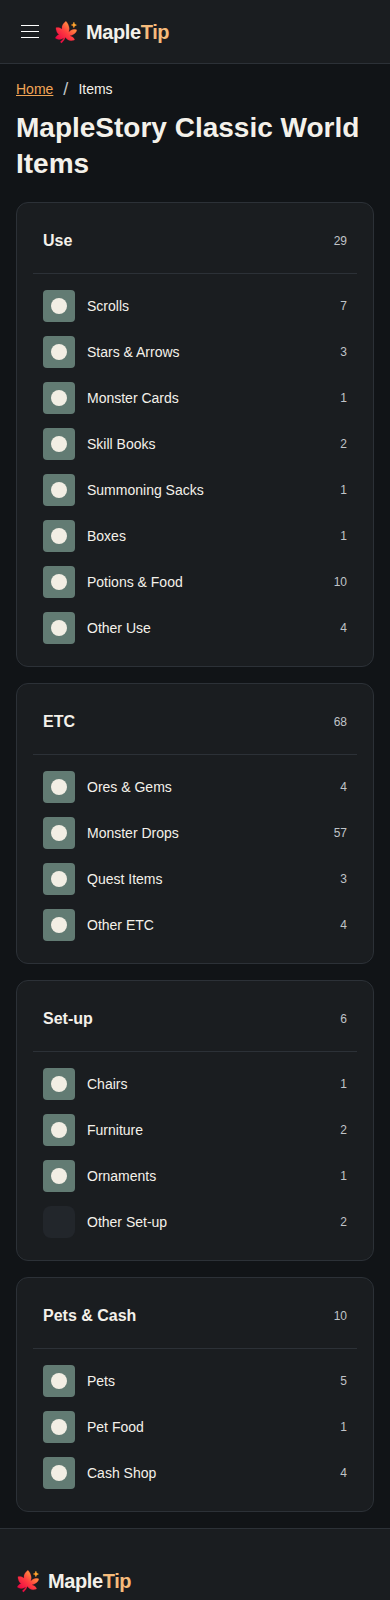 MapleTip
Home / Items
MapleStory Classic World
Items
Use 29
Scrolls 7
Stars & Arrows 3
Monster Cards 1
Skill Books 2
Summoning Sacks 1
Boxes 1
Potions & Food 10
Other Use 4
ETC 68
Ores & Gems 4
Monster Drops 57
Quest Items 3
Other ETC 4
Set-up 6
Chairs 1
Furniture 2
Ornaments 1
Other Set-up 2
Pets & Cash 10
Pets 5
Pet Food 1
Cash Shop 4
MapleTip